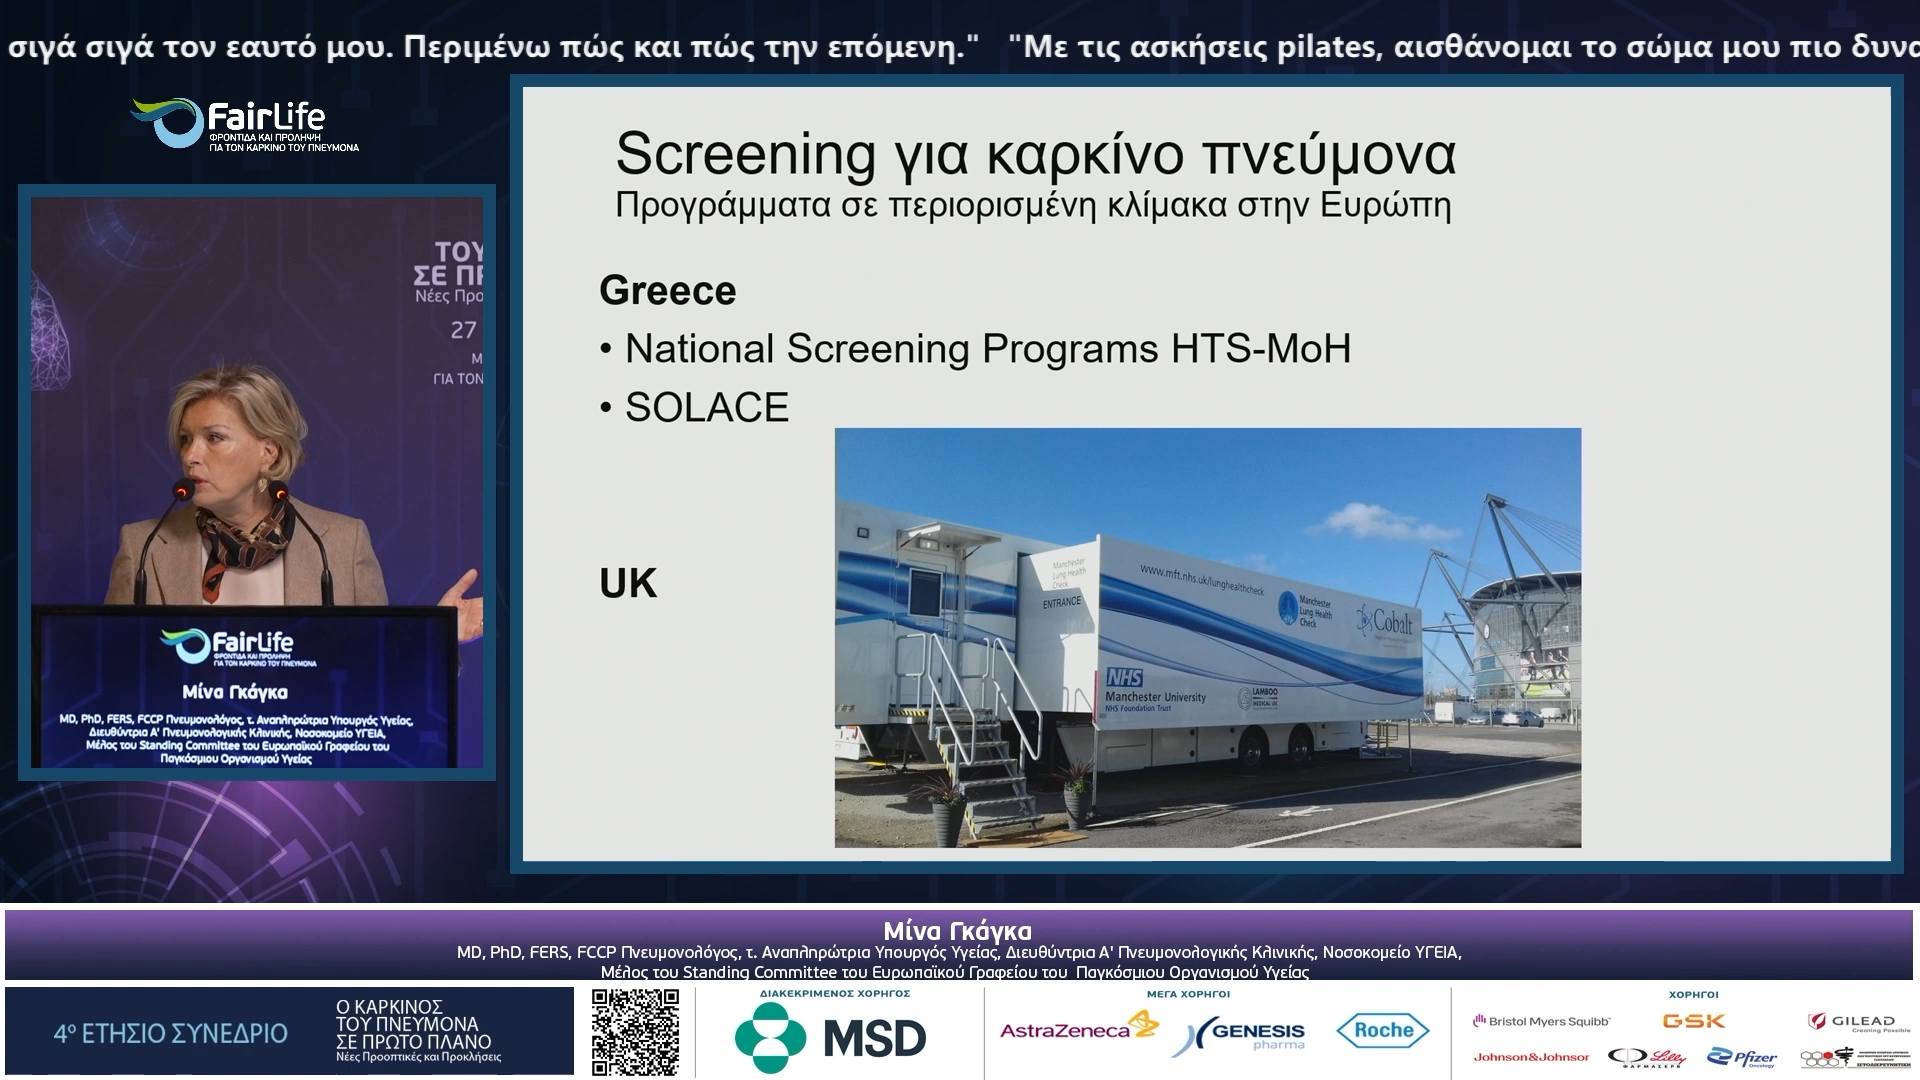 σιγά σιγά τον εαυτό μου. Περιμένω πώς και πώς την επόμενη." "Με τις ασκήσεις pilates, αισθάνομαι το σώμα μου πιο δυνα
FairLife
ΦΡΟΝΤΙΔΑ ΚΑΙ ΠΡΟΛΗΨΗ
ΓΙΑ ΤΟΝ ΚΑΡΚΙΝΟ ΤΟΥ ΠΝΕΥΜΟΝΑ
ΤΟΥ
ΣΕ ΠΡ
Νέες Προ
27
Μ
ΓΙΑ ΤΟΝ
FairLife
ΦΡΟΝΤΙΔΑ ΚΑΙ ΠΡΟΛΗΨΗ
ΓΙΑ ΤΟΝ ΚΑΡΚΙΝΟ ΤΟΥ ΠΝΕΥΜΟΝΑ
Μίνα Γκάγκα
MD, PhD, FERS, FCCP Πνευμονολόγος, τ. Αναπληρώτρια Υπουργός Υγείας,
Διευθύντρια Α' Πνευμονολογικής Κλινικής, Νοσοκομείο ΥΓΕΙΑ,
Μέλος του Standing Committee του Ευρωπαϊκού Γραφείου του
Παγκόσμιου Οργανισμού Υγείας
Screening για καρκίνο πνεύμονα
Προγράμματα σε περιορισμένη κλίμακα στην Ευρώπη
Greece
• National Screening Programs HTS-MoH
• SOLACE
UK
Manchester
Lung Health
Check
ENTRANCE
www.mft.nhs.uk/lunghealthcheck
Manchester
Lung Health
Check
Cobalt
NHS
Manchester University
NHS Foundation Trust
LAMBOO
MEDICAL UK
Μίνα Γκάγκα
MD, PhD, FERS, FCCP Πνευμονολόγος, τ. Αναπληρώτρια Υπουργός Υγείας, Διευθύντρια Α' Πνευμονολογικής Κλινικής, Νοσοκομείο ΥΓΕΙΑ,
Μέλος του Standing Committee του Ευρωπαϊκού Γραφείου του Παγκόσμιου Οργανισμού Υγείας
4ο ΕΤΗΣΙΟ ΣΥΝΕΔΡΙΟ
Ο ΚΑΡΚΙΝΟΣ
ΤΟΥ ΠΝΕΥΜΟΝΑ
ΣΕ ΠΡΩΤΟ ΠΛΑΝΟ
Νέες Προοπτικές και Προκλήσεις
ΔΙΑΚΕΚΡΙΜΕΝΟΣ ΧΟΡΗΓΟΣ
MSD
ΜΕΓΑ ΧΟΡΗΓΟΙ
AstraZeneca
GENESIS
pharma
Roche
ΧΟΡΗΓΟΙ
Bristol Myers Squibb
GSK
GILEAD
Creating Possible
Johnson&Johnson
Lilly
ΦΑΡΜΑΣΕΡΒ
Pfizer
Oncology